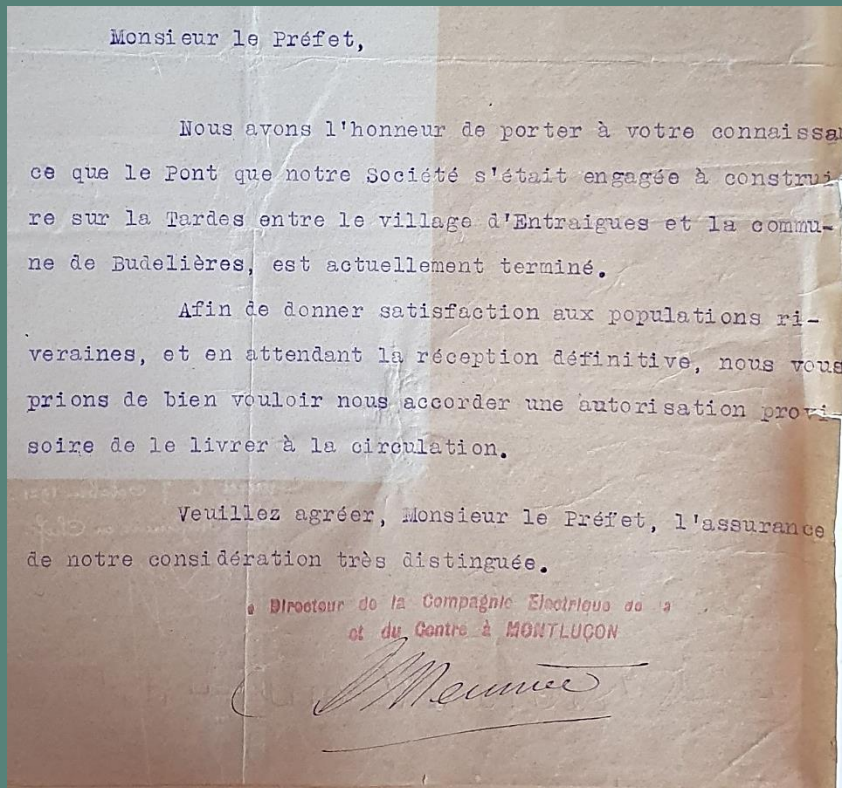 Monsieur le Préfet,
Nous avons l'honneur de porter à votre connaissan
ce que le Pont que notre Société s'était engagée à construi
re sur la Tardes entre le village d'Entraigues et la commu-
ne de Budelières, est actuellement terminé.
Afin de donner satisfaction aux populations ri-
veraines, et en attendant la réception définitive, nous vous
prions de bien vouloir nous accorder une autorisation provi-
soire de le livrer à la circulation.
Veuillez agréer, Monsieur le Préfet, l'assurance
de notre considération très distinguée.
Directeur de la Compagnie Electrique de
et du Centre à MONTLUÇON
Meunier